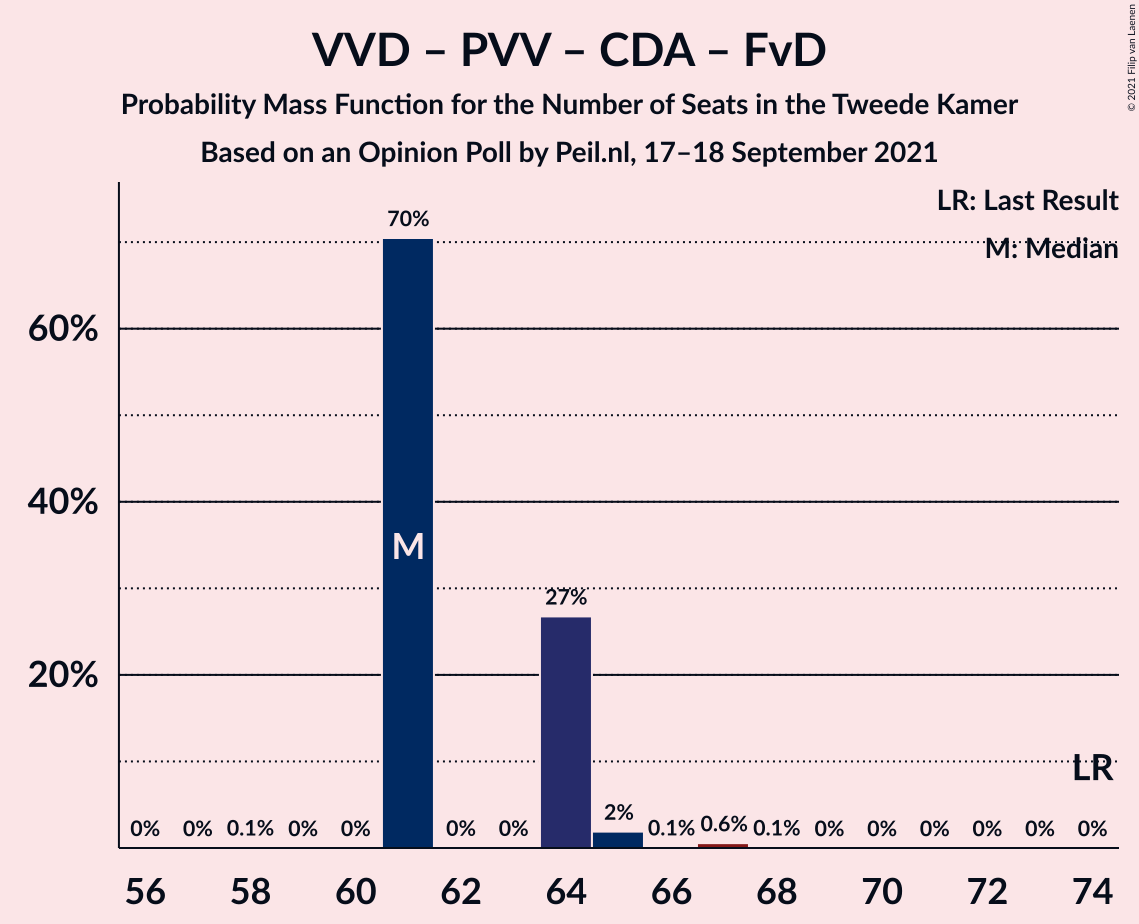 VVD – PVV – CDA – FvD
Probability Mass Function for the Number of Seats in the Tweede Kamer
Based on an Opinion Poll by Peil.nl, 17–18 September 2021
© 2021 Filip van Laenen
LR: Last Result
M: Median
60%
40%
20%
0% 0% 0.1% 0% 0% 70% 0% 0% 27% 2% 0.1% 0.6% 0.1% 0% 0% 0% 0% 0% 0%
M
LR
56 58 60 62 64 66 68 70 72 74